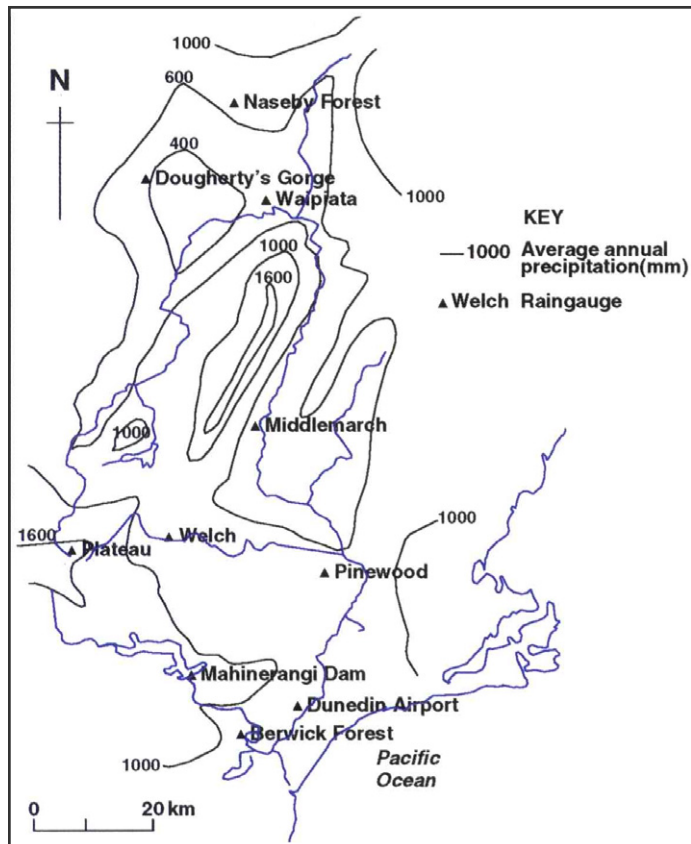 1000
N
600
Naseby Forest
400
Dougherty's Gorge
Waipiata
1000
KEY
1000
1000 Average annual
precipitation(mm)
1600
Welch Raingauge
Middlemarch
1000
1000
1600
Welch
Plateau
Pinewood
Mahinerangi Dam
Dunedin Airport
Berwick Forest
Pacific
Ocean
1000
0 20 km